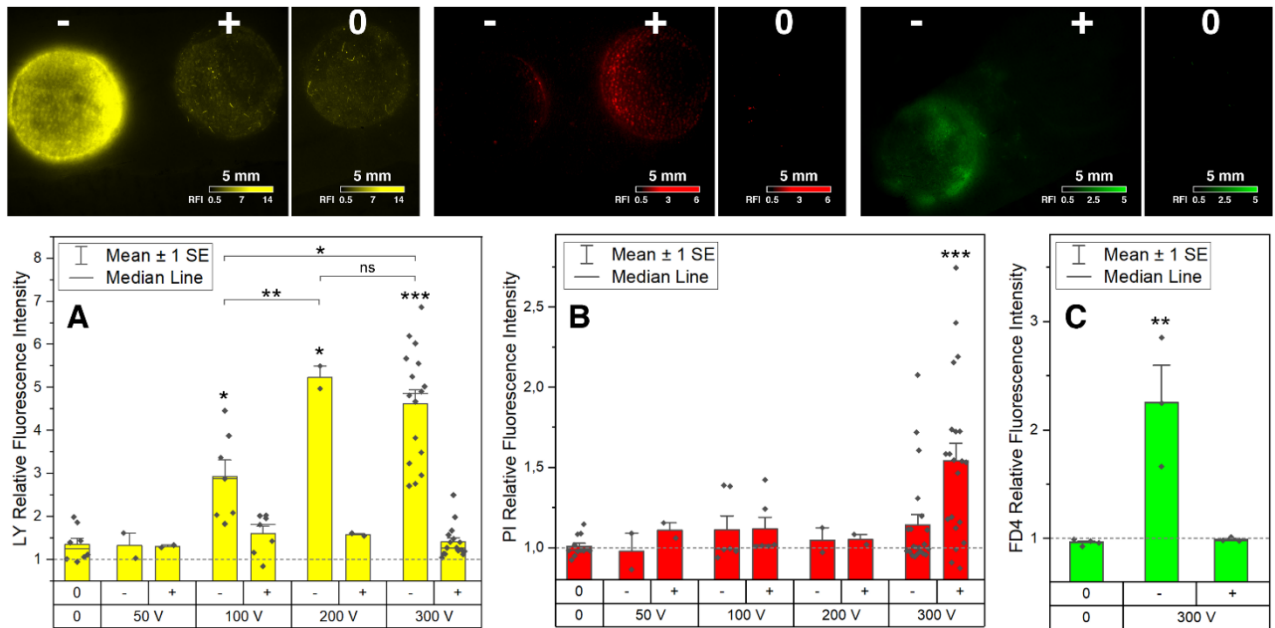 - + 0
5 mm 5 mm
RFI 0.5 7 14 RFI 0.5 7 14
- + 0
5 mm 5 mm
RFI 0.5 3 6 RFI 0.5 3 6
- + 0
5 mm 5 mm
RFI 0.5 2.5 5 RFI 0.5 2.5 5
LY Relative Fluorescence Intensity
Mean ± 1 SE
Median Line
A
*
ns
**
***
*
*
8
7
6
5
4
3
2
1
0 - + - + - + - +
0 50 V 100 V 200 V 300 V
PI Relative Fluorescence Intensity
Mean ± 1 SE
Median Line
B
***
2,5
2,0
1,5
1,0
0 - + - + - + - +
0 50 V 100 V 200 V 300 V
FD4 Relative Fluorescence Intensity
Mean ± 1 SE
Median Line
C
**
3
2
1
0 - +
0 300 V